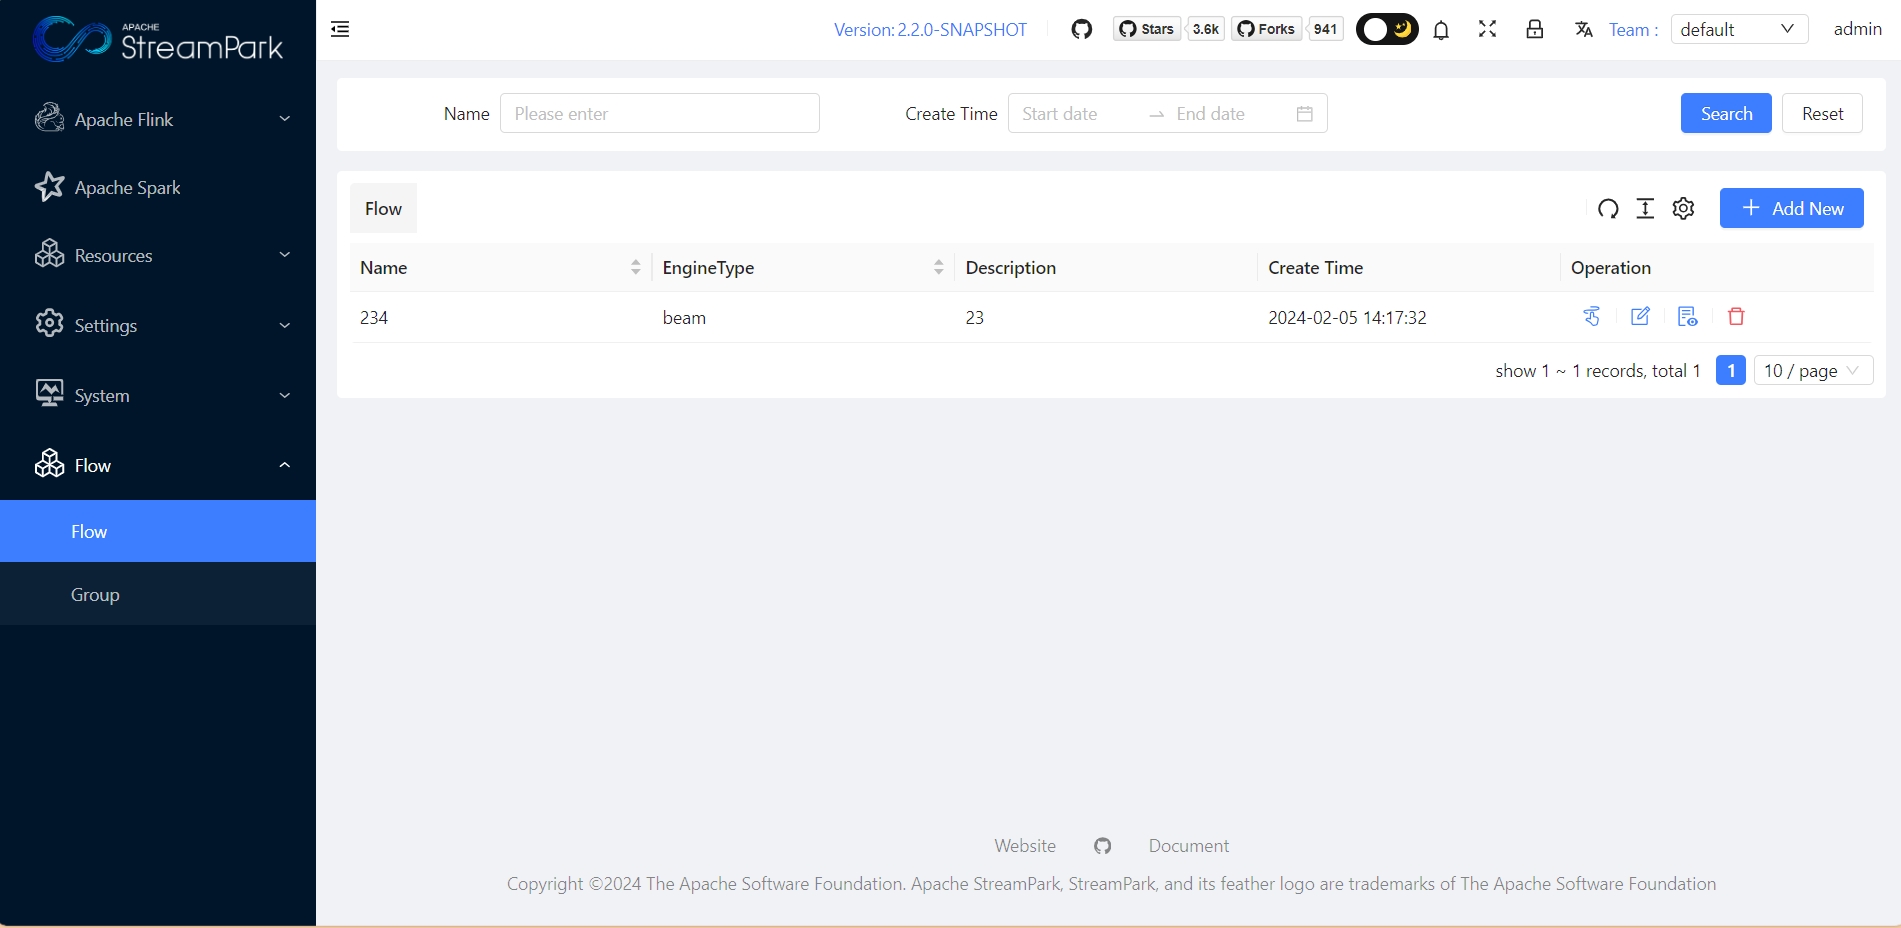 APACHE
StreamPark
Apache Flink
Apache Spark
Resources
Settings
System
Flow
Flow
Group
Version: 2.2.0-SNAPSHOT
Stars 3.6k Forks 941
Team : default admin
Name Please enter Create Time Start date → End date Search Reset
Flow
+ Add New
Name EngineType Description Create Time Operation
234 beam 23 2024-02-05 14:17:32
show 1 ~ 1 records, total 1 1 10 / page
Website Document
Copyright ©2024 The Apache Software Foundation. Apache StreamPark, StreamPark, and its feather logo are trademarks of The Apache Software Foundation